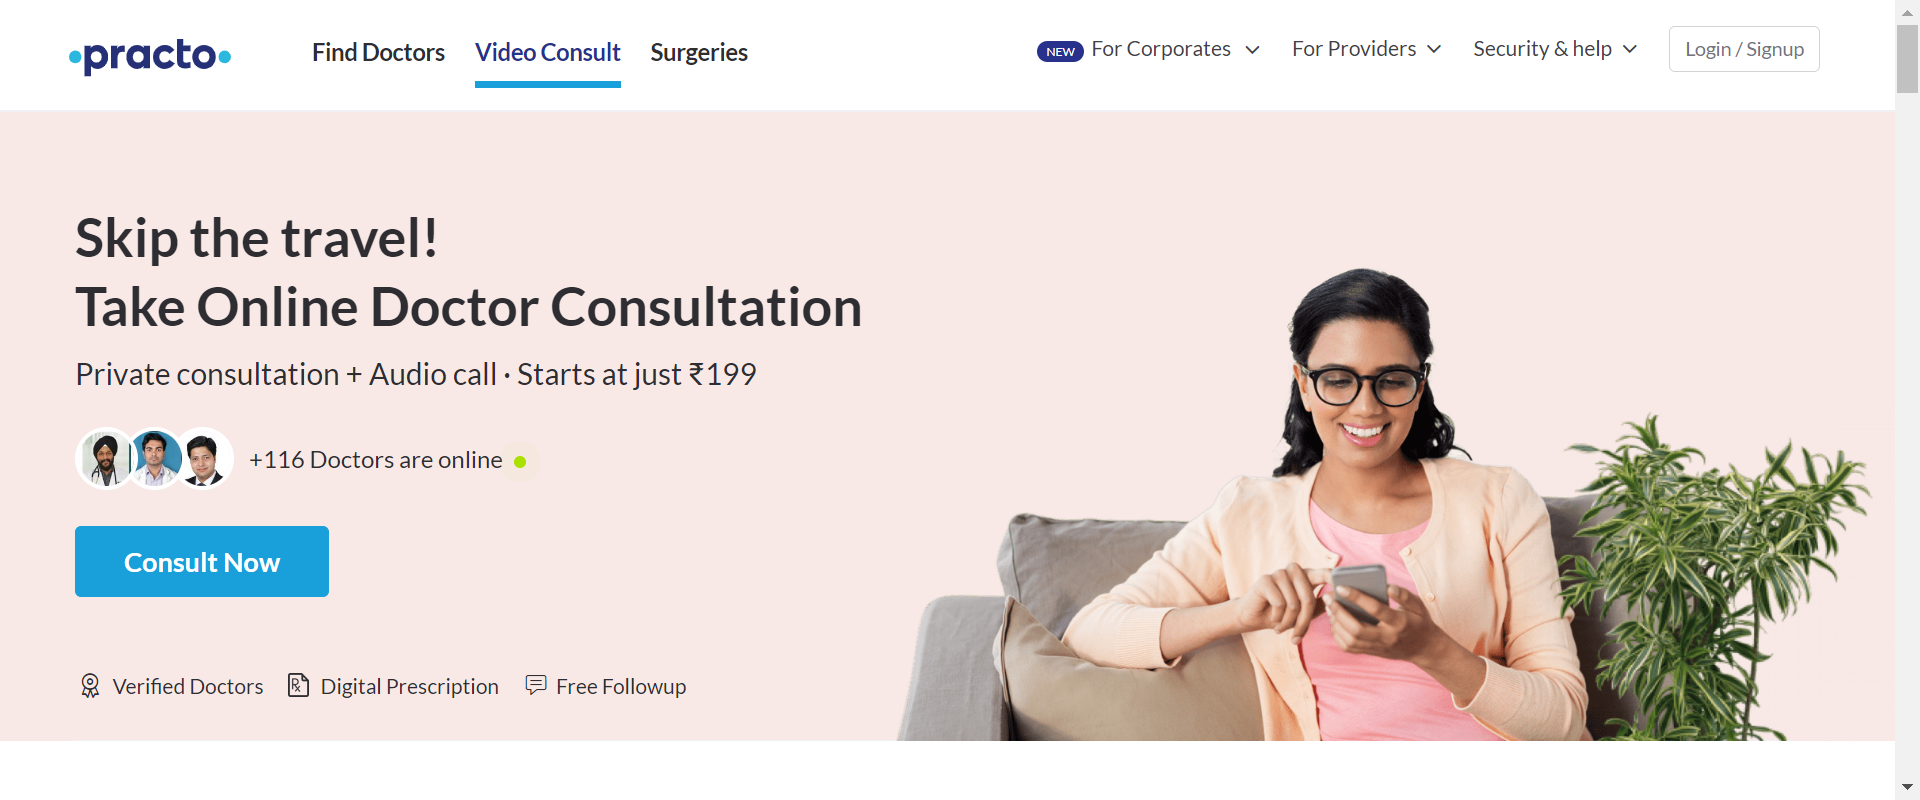 practo
Find Doctors
Video Consult
Surgeries
NEW For Corporates
For Providers
Security & help
Login / Signup
Skip the travel!
Take Online Doctor Consultation
Private consultation + Audio call · Starts at just ₹199
+116 Doctors are online
Consult Now
Verified Doctors
Digital Prescription
Free Followup